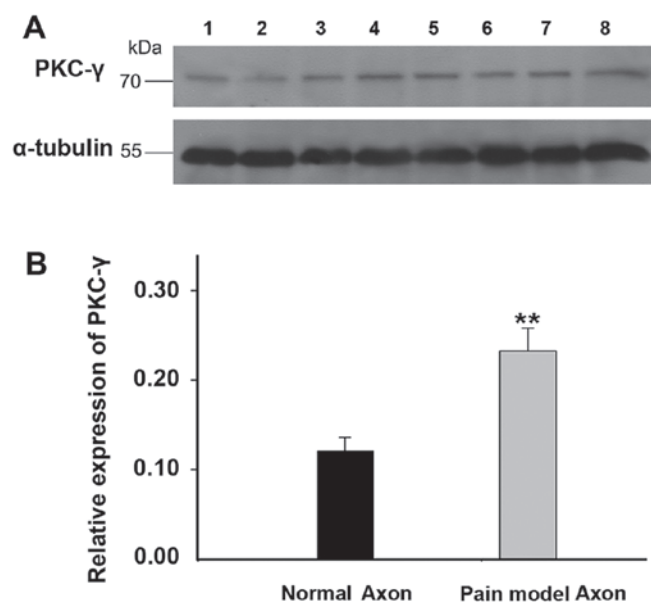 A
1 2 3 4 5 6 7 8
kDa
PKC-γ 70
α-tubulin 55
B
Relative expression of PKC-γ
0.30
**
0.20
0.10
0.00
Normal Axon Pain model Axon